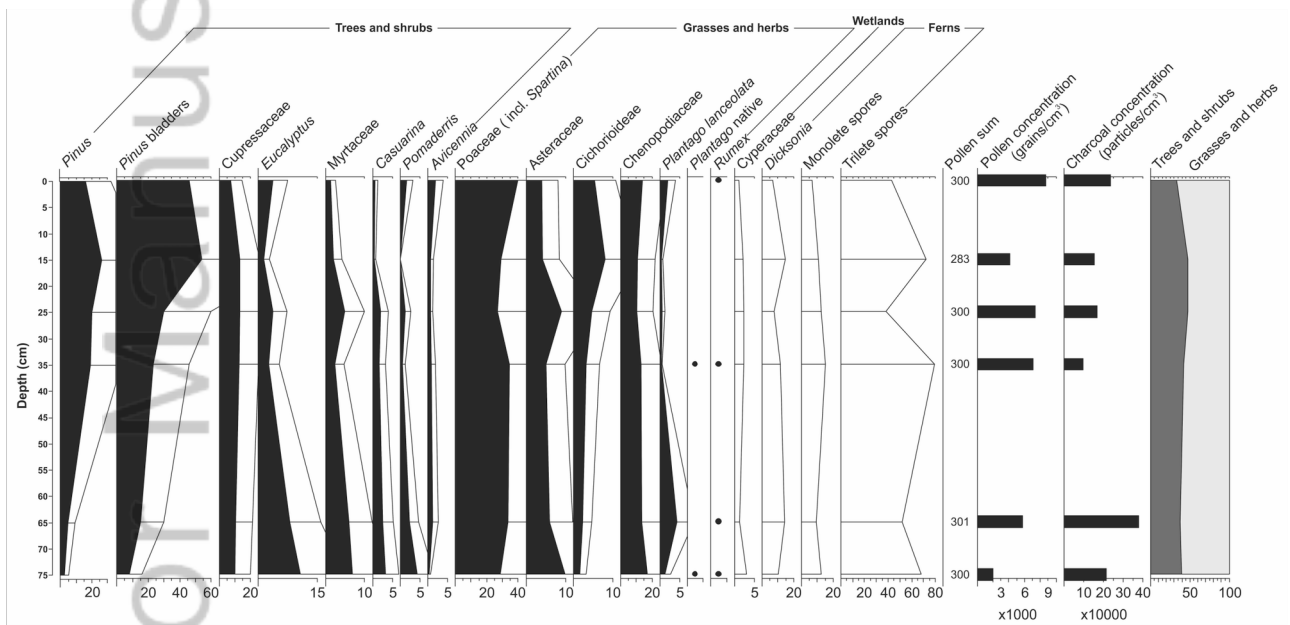 Trees and shrubs
Grasses and herbs
Wetlands
Ferns
Pinus
Pinus bladders
Cupressaceae
Eucalyptus
Myrtaceae
Casuarina
Pomaderris
Avicennia
Poaceae ( incl. Spartina)
Asteraceae
Cichorioideae
Chenopodiaceae
Plantago lanceolata
Plantago native
Rumex
Cyperaceae
Dicksonia
Monolete spores
Trilete spores
Pollen sum
Pollen concentration
(grains/cm³)
Charcoal concentration
(particles/cm³)
Trees and shrubs
Grasses and herbs
Depth (cm)
0
5
10
15
20
25
30
35
40
45
50
55
60
65
70
75
300
283
300
300
301
300
20 20 40 60 20 15 10 5 5 5 20 40 10 10 20 5 5 5 20 20 20 20 40 60 80 3 6 9 10 20 30 40 50 100
x1000 x10000
or Manus